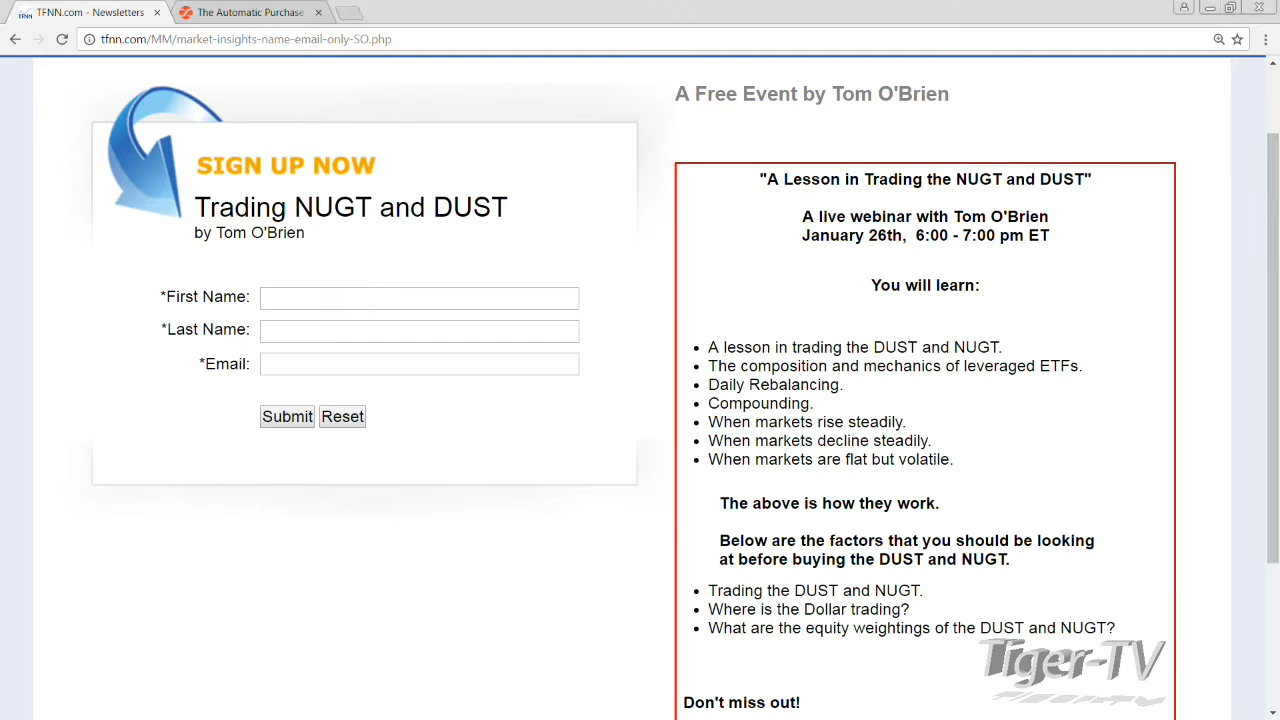 TFNN.com - Newsletters
The Automatic Purchase
tfnn.com/MM/market-insights-name-email-only-SO.php
SIGN UP NOW
Trading NUGT and DUST
by Tom O'Brien
*First Name:
*Last Name:
*Email:
Submit Reset
A Free Event by Tom O'Brien
"A Lesson in Trading the NUGT and DUST"
A live webinar with Tom O'Brien
January 26th, 6:00 - 7:00 pm ET
You will learn:
• A lesson in trading the DUST and NUGT.
• The composition and mechanics of leveraged ETFs.
• Daily Rebalancing.
• Compounding.
• When markets rise steadily.
• When markets decline steadily.
• When markets are flat but volatile.
The above is how they work.
Below are the factors that you should be looking
at before buying the DUST and NUGT.
• Trading the DUST and NUGT.
• Where is the Dollar trading?
• What are the equity weightings of the DUST and NUGT?
Tiger-TV
Don't miss out!